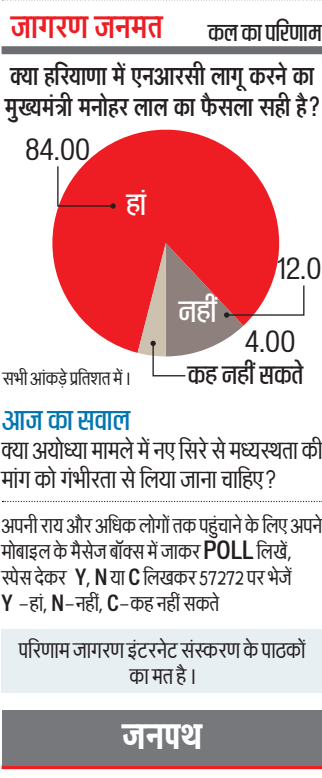 जागरण जनमत
कल का परिणाम
क्या हरियाणा में एनआरसी लागू करने का
मुख्यमंत्री मनोहर लाल का फैसला सही है?
84.00
हां
12.0
नहीं
4.00
कह नहीं सकते
सभी आंकड़े प्रतिशत में।
आज का सवाल
क्या अयोध्या मामले में नए सिरे से मध्यस्थता की
मांग को गंभीरता से लिया जाना चाहिए?
अपनी राय और अधिक लोगों तक पहुंचाने के लिए अपने
मोबाइल के मैसेज बॉक्स में जाकर POLL लिखें,
स्पेस देकर Y, N या C लिखकर 57272 पर भेजें
Y –हां, N–नहीं, C–कह नहीं सकते
परिणाम जागरण इंटरनेट संस्करण के पाठकों
का मत है।
जनपथ